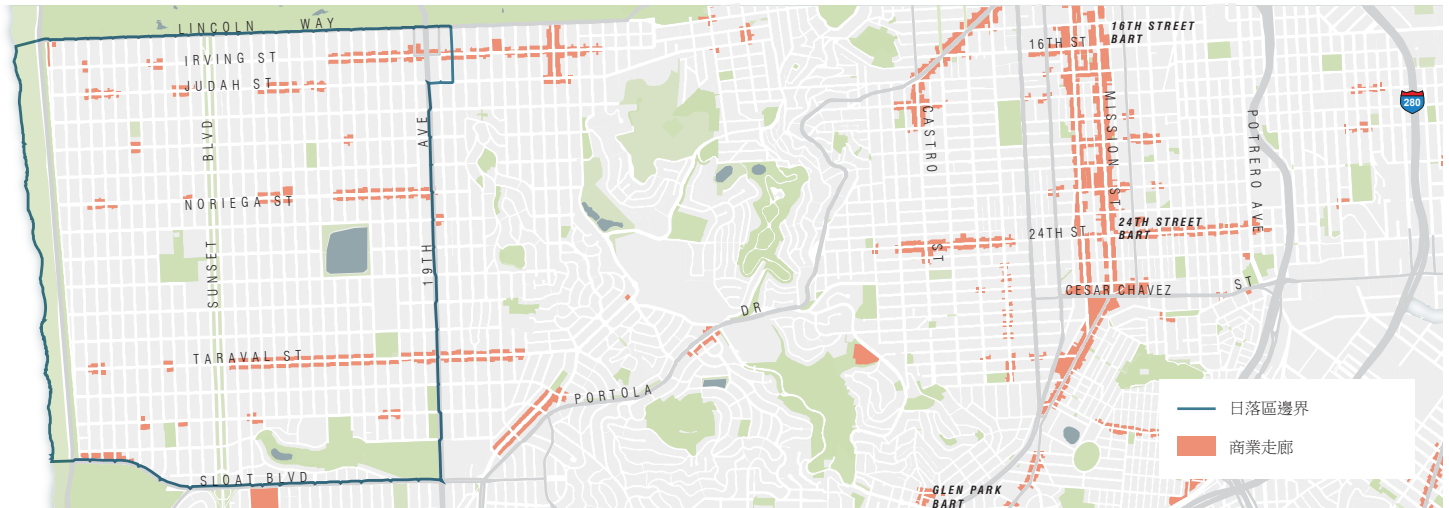 LINCOLN WAY
IRVING ST
JUDAH ST
SUNSET BLVD
NORIEGA ST
19TH AVE
TARAVAL ST
SLOAT BLVD
PORTOLA DR
CASTRO ST
16TH STREET
BART
16TH ST
MISSION ST
POTRERO AVE
280
24TH STREET
BART
24TH ST
CESAR CHAVEZ ST
GLEN PARK
BART
日落區邊界
商業走廊